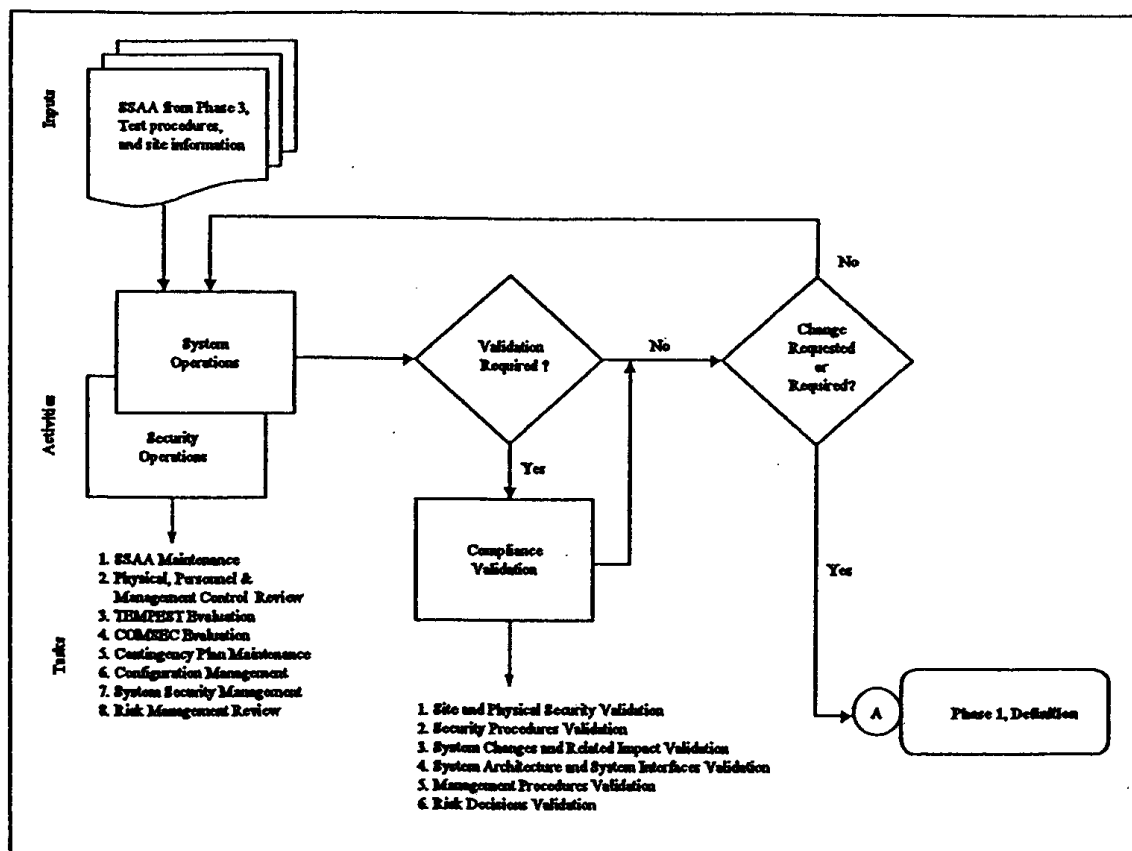 Inputs
SSAA from Phase 3,
Test procedures,
and site information
No
Activities
System
Operations
Validation
Required ?
No
Change
Requested
or
Required?
Security
Operations
Yes
Compliance
Validation
Yes
Tasks
1. SSAA Maintenance
2. Physical, Personnel &
Management Control Review
3. TEMPEST Evaluation
4. COMSEC Evaluation
5. Contingency Plan Maintenance
6. Configuration Management
7. System Security Management
8. Risk Management Review
1. Site and Physical Security Validation
2. Security Procedures Validation
3. System Changes and Related Impact Validation
4. System Architecture and System Interfaces Validation
5. Management Procedures Validation
6. Risk Decisions Validation
A
Phase 1, Definition